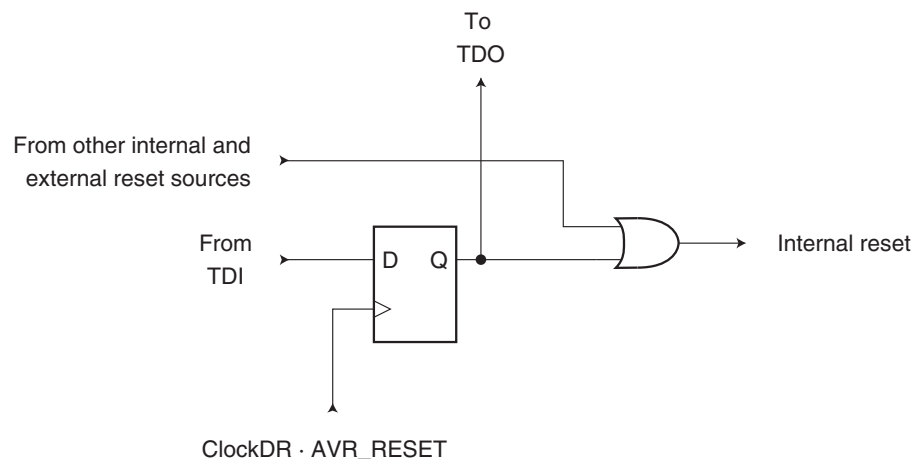 To
TDO
From other internal and
external reset sources
From
TDI
D
Q
Internal reset
ClockDR · AVR_RESET